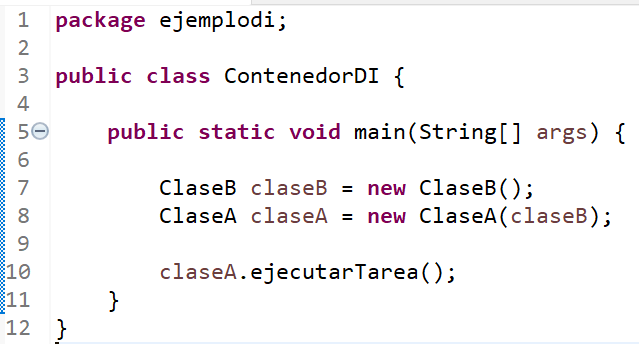 1 package ejemplodi;
2
3 public class ContenedorDI {
4
5 public static void main(String[] args) {
6
7 ClaseB claseB = new ClaseB();
8 ClaseA claseA = new ClaseA(claseB);
9
10 claseA.ejecutarTarea();
11 }
12 }